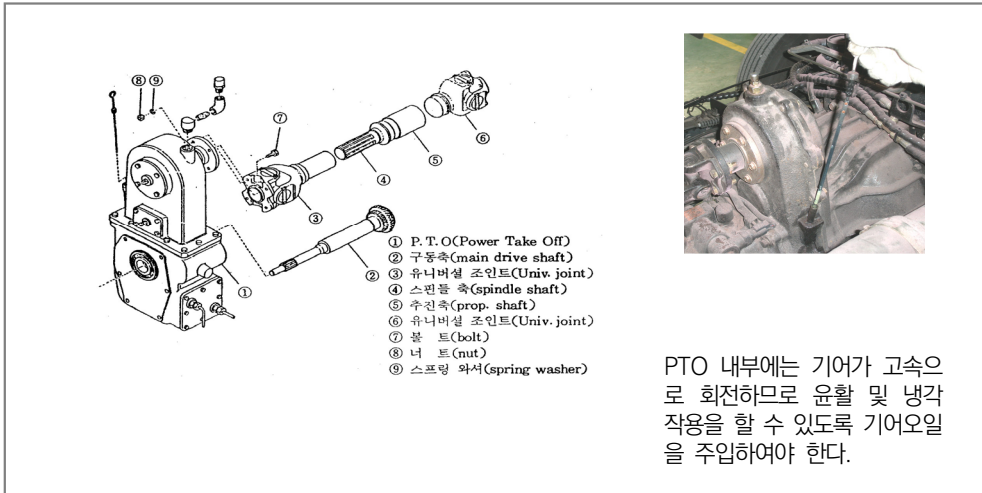 ⑧ ⑨
⑦
⑥
⑤
④
③
②
①
① P.T.O(Power Take Off)
② 구동축(main drive shaft)
③ 유니버셜 조인트(Univ. joint)
④ 스핀들 축(spindle shaft)
⑤ 추진축(prop. shaft)
⑥ 유니버셜 조인트(Univ. joint)
⑦ 볼 트(bolt)
⑧ 너 트(nut)
⑨ 스프링 와셔(spring washer)
PTO 내부에는 기어가 고속으
로 회전하므로 윤활 및 냉각
작용을 할 수 있도록 기어오일
을 주입하여야 한다.